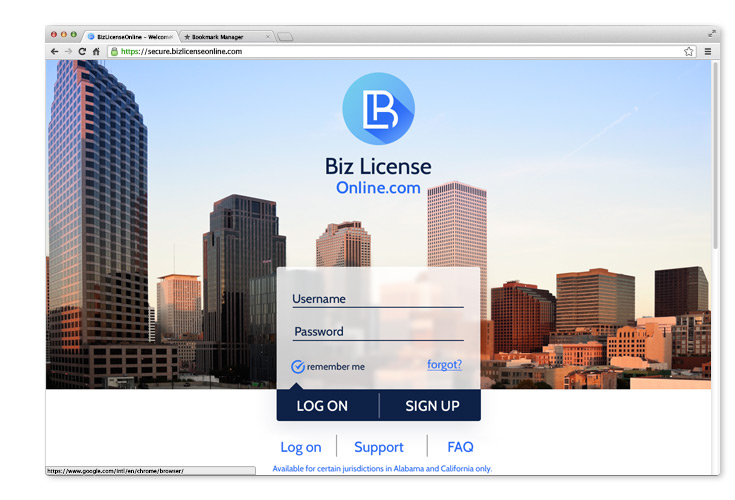 BizLicenseOnline – Welcome
Bookmark Manager
https://secure.bizlicenseonline.com
LB
Biz License
Online.com
Username
Password
remember me
forgot?
LOG ON
SIGN UP
Log on
Support
FAQ
Available for certain jurisdictions in Alabama and California only.
https://www.google.com/intl/en/chrome/browser/